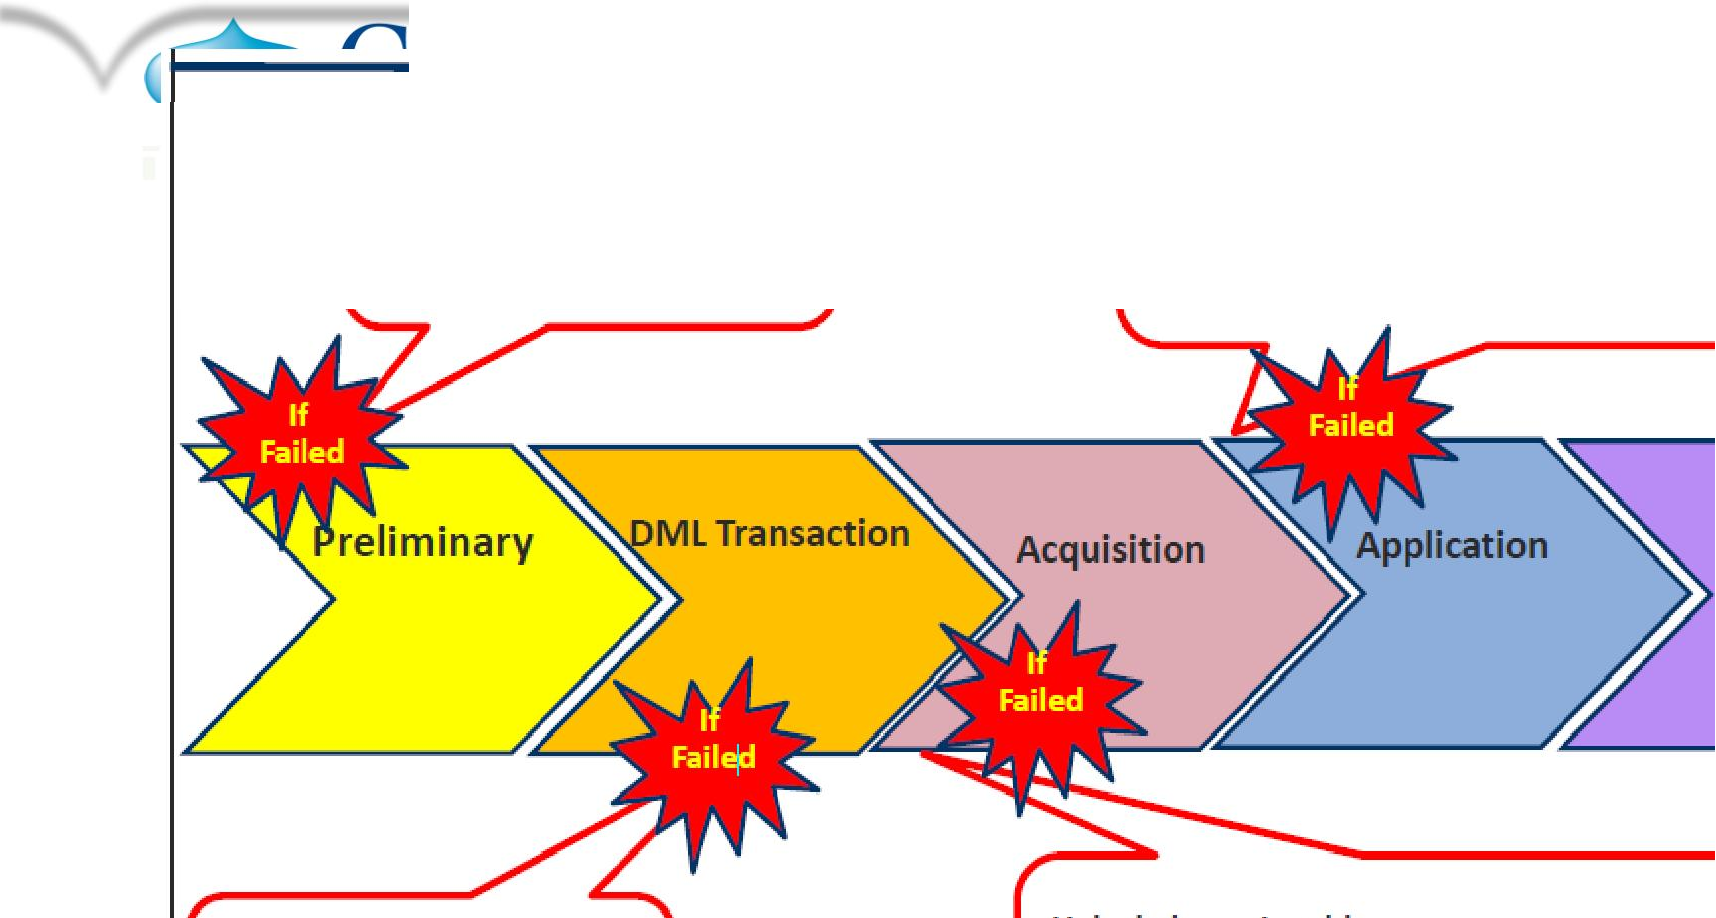 If
Failed
If
Failed
Preliminary
DML Transaction
Acquisition
Application
If
Failed
If
Failed